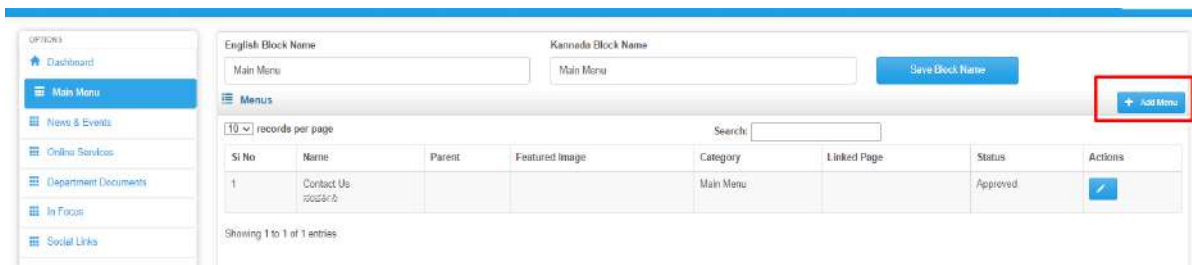 OPTIONS
Dashboard
Main Menu
News & Events
Online Services
Department Documents
In Focus
Social Links
English Block Name
Kannada Block Name
Main Menu
Main Menu
Save Block Name
Menus
+ Add Menu
10 records per page
Search:
Si No Name Parent Featured Image Category Linked Page Status Actions
1 Contact Us Main Menu Approved
Showing 1 to 1 of 1 entries